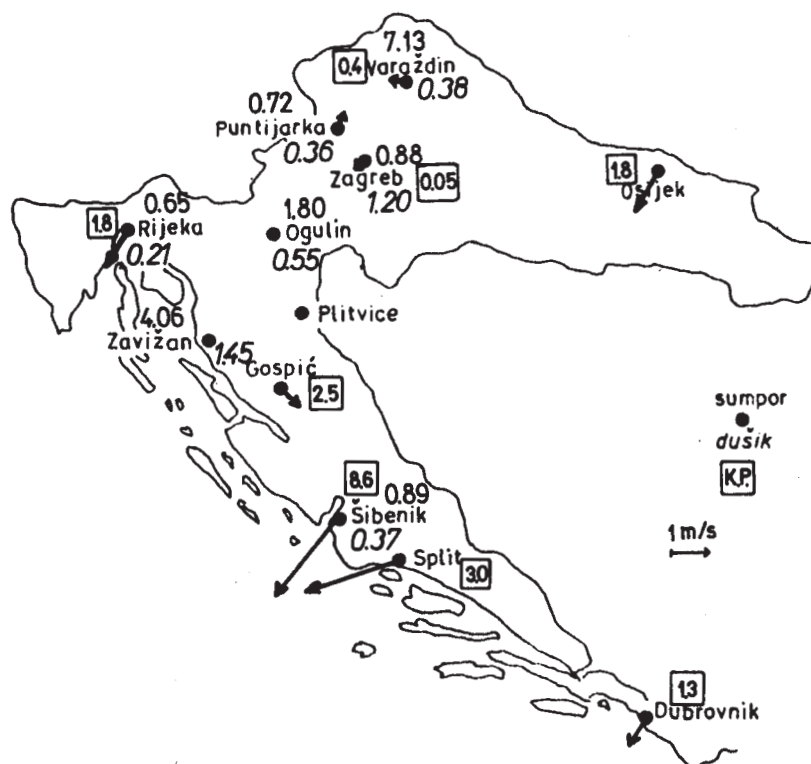 7.13
0.4 Varaždin
0.38
0.72
Puntijarka
0.36
0.88
Zagreb 0.05
1.20
1.8
Osijek
1.8 0.65
Rijeka
0.21
1.80
Ogulin
0.55
Plitvice
4.06
Zavižan
1.45
Gospić
2.5
sumpor
dušik
K.P.
1 m/s
8.6 0.89
Šibenik
0.37
Split
3.0
1.3
Dubrovnik